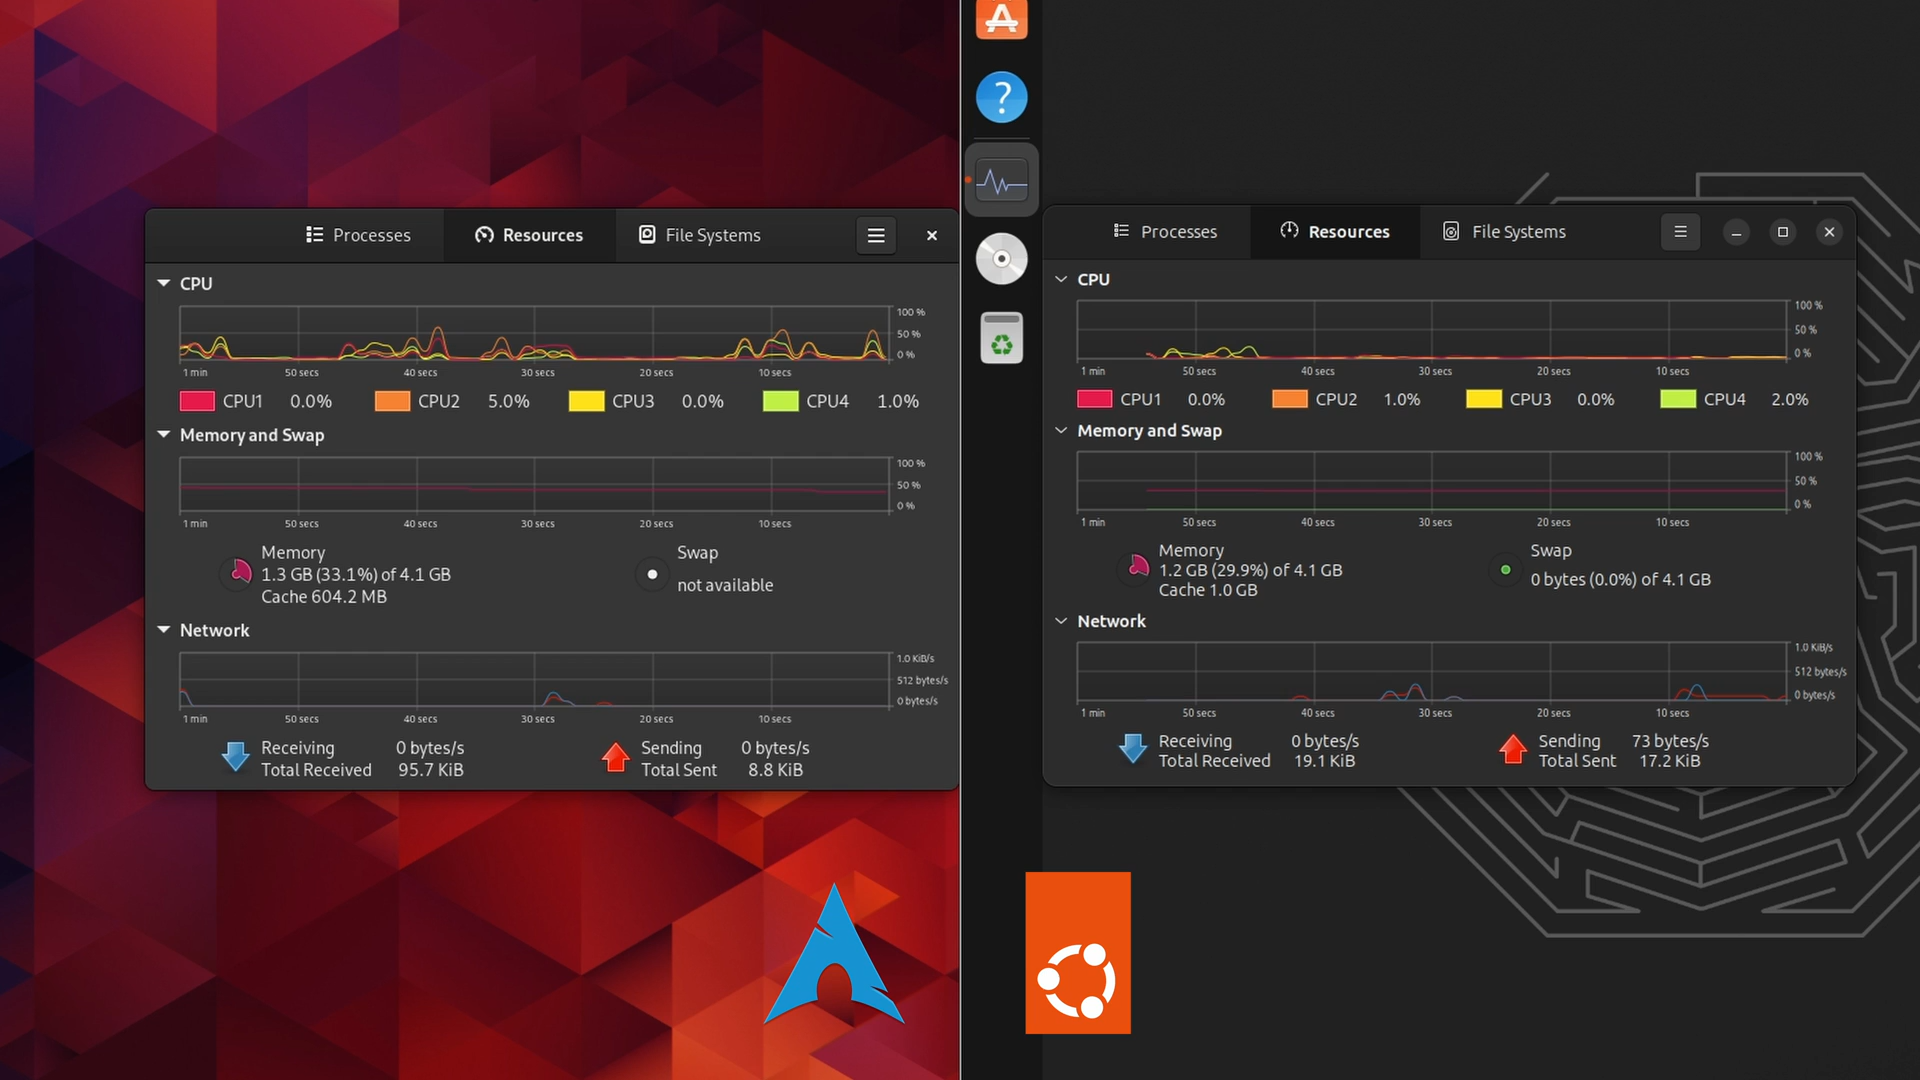 Processes Resources File Systems
CPU
100 %
50 %
0 %
1 min 50 secs 40 secs 30 secs 20 secs 10 secs
CPU1 0.0% CPU2 5.0% CPU3 0.0% CPU4 1.0%
Memory and Swap
100 %
50 %
0 %
1 min 50 secs 40 secs 30 secs 20 secs 10 secs
Memory
1.3 GB (33.1%) of 4.1 GB
Cache 604.2 MB
Swap
not available
Network
1.0 KiB/s
512 bytes/s
0 bytes/s
1 min 50 secs 40 secs 30 secs 20 secs 10 secs
Receiving 0 bytes/s
Total Received 95.7 KiB
Sending 0 bytes/s
Total Sent 8.8 KiB
?
Processes Resources File Systems
CPU
100 %
50 %
0 %
1 min 50 secs 40 secs 30 secs 20 secs 10 secs
CPU1 0.0% CPU2 1.0% CPU3 0.0% CPU4 2.0%
Memory and Swap
100 %
50 %
0 %
1 min 50 secs 40 secs 30 secs 20 secs 10 secs
Memory
1.2 GB (29.9%) of 4.1 GB
Cache 1.0 GB
Swap
0 bytes (0.0%) of 4.1 GB
Network
1.0 KiB/s
512 bytes/s
0 bytes/s
1 min 50 secs 40 secs 30 secs 20 secs 10 secs
Receiving 0 bytes/s
Total Received 19.1 KiB
Sending 73 bytes/s
Total Sent 17.2 KiB